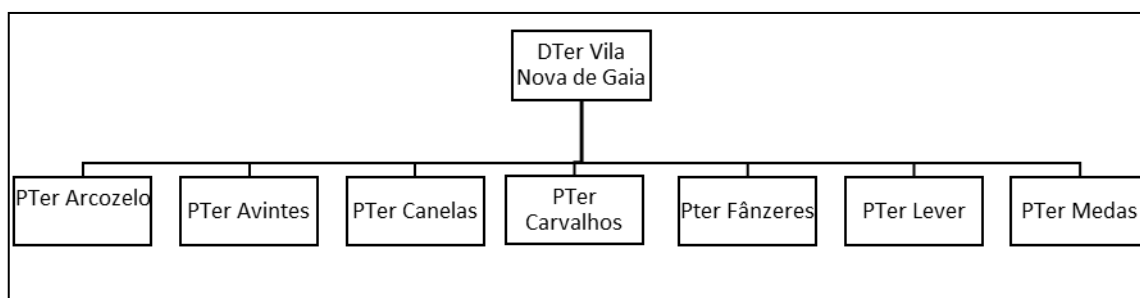 DTer Vila
Nova de Gaia
PTer Arcozelo
PTer Avintes
PTer Canelas
PTer
Carvalhos
Pter Fânzeres
PTer Lever
PTer Medas